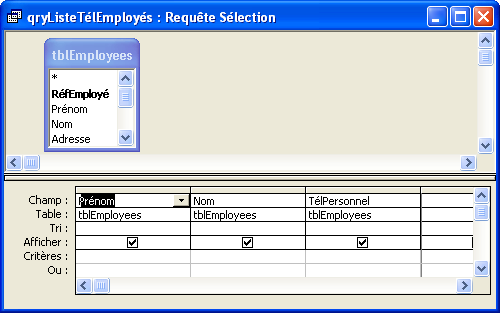 qryListeTélEmployés : Requête Sélection
tblEmployees
*
RéfEmployé
Prénom
Nom
Adresse
Champ : Prénom Nom TélPersonnel
Table : tblEmployees tblEmployees tblEmployees
Tri :
Afficher :
Critères :
Ou :